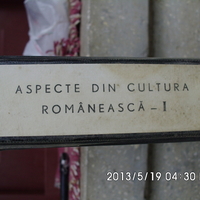 ASPECTE DIN CULTURA
ROMÂNEASCĂ - I
2013/5/19 04:30